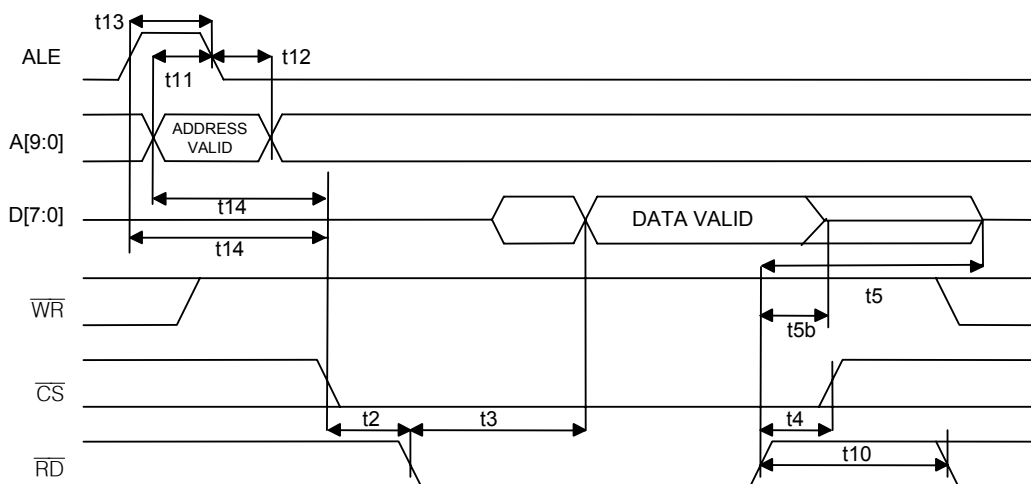 t13
ALE
t12
t11
A[9:0]
ADDRESS
VALID
t14
D[7:0]
DATA VALID
t14
t5
WR
t5b
CS
t2
t3
t4
t10
RD